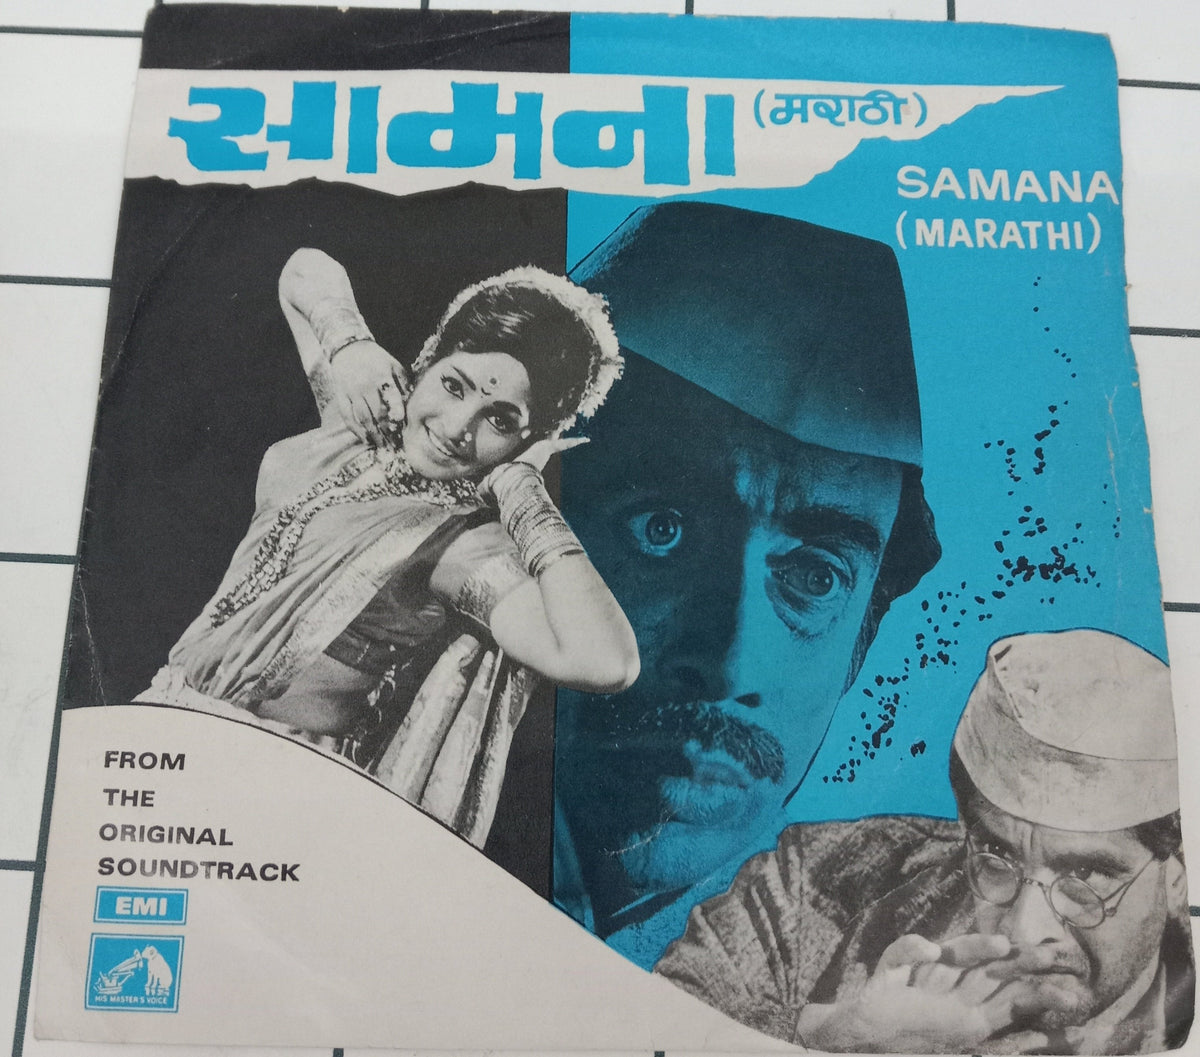 सामना (मराठी)
SAMANA
(MARATHI)
FROM
THE
ORIGINAL
SOUNDTRACK
EMI
HIS MASTER'S VOICE